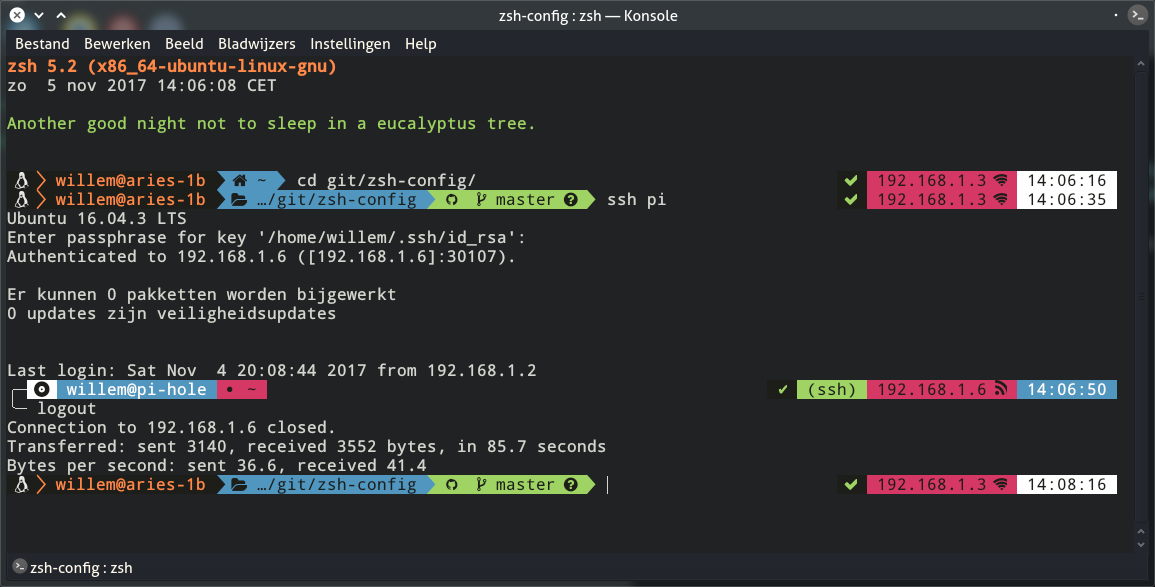 zsh-config : zsh — Konsole
Bestand Bewerken Beeld Bladwijzers Instellingen Help
zsh 5.2 (x86_64-ubuntu-linux-gnu)
zo  5 nov 2017 14:06:08 CET
Another good night not to sleep in a eucalyptus tree.
willem@aries-1b ~ cd git/zsh-config/ ✔ 192.168.1.3 14:06:16
willem@aries-1b …/git/zsh-config master ? ssh pi ✔ 192.168.1.3 14:06:35
Ubuntu 16.04.3 LTS
Enter passphrase for key '/home/willem/.ssh/id_rsa':
Authenticated to 192.168.1.6 ([192.168.1.6]:30107).
Er kunnen 0 pakketten worden bijgewerkt
0 updates zijn veiligheidsupdates
Last login: Sat Nov  4 20:08:44 2017 from 192.168.1.2
willem@pi-hole • ~ ✔ (ssh) 192.168.1.6 14:06:50
logout
Connection to 192.168.1.6 closed.
Transferred: sent 3140, received 3552 bytes, in 85.7 seconds
Bytes per second: sent 36.6, received 41.4
willem@aries-1b …/git/zsh-config master ? ✔ 192.168.1.3 14:08:16
zsh-config : zsh